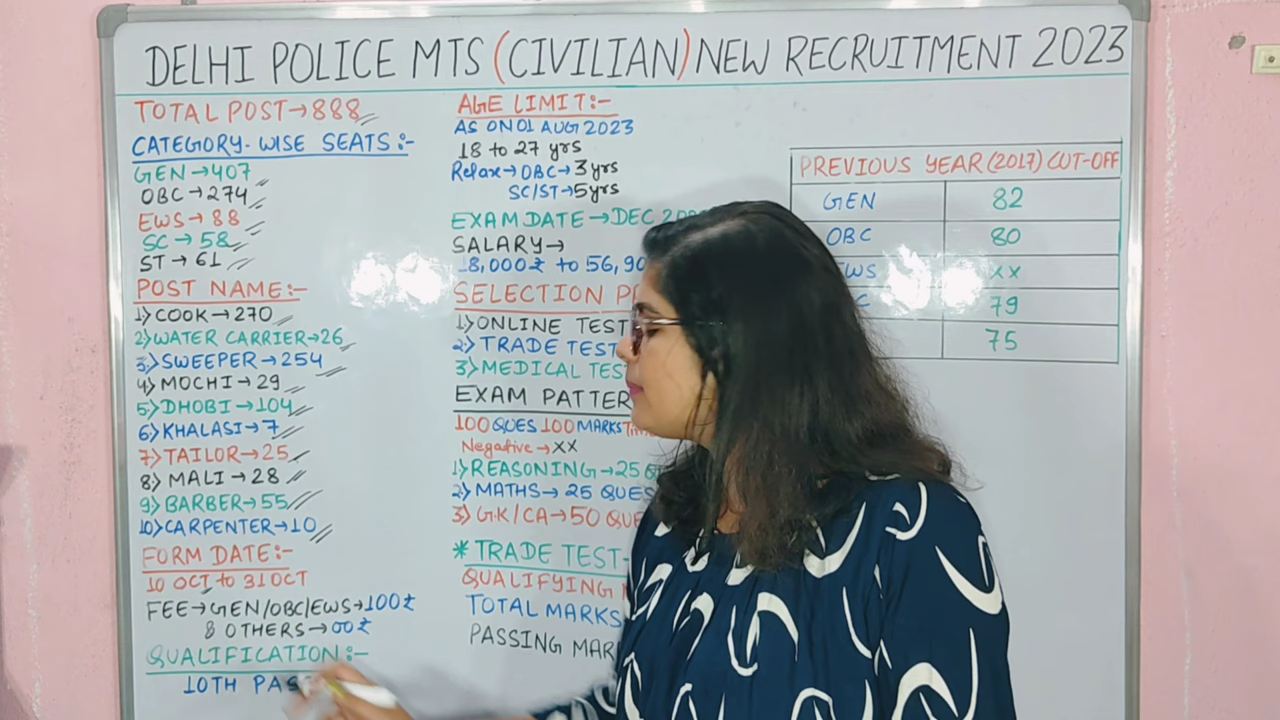 DELHI POLICE MTS (CIVILIAN) NEW RECRUITMENT 2023
TOTAL POST→888
CATEGORY-WISE SEATS:-
GEN→407
OBC→274
EWS→88
SC→58
ST→61
POST NAME:-
1) COOK→270
2) WATER CARRIER→26
3) SWEEPER→254
4) MOCHI→29
5) DHOBI→104
6) KHALASI→7
7) TAILOR→25
8) MALI→28
9) BARBER→55
10) CARPENTER→10
FORM DATE:-
10 OCT to 31 OCT
FEE→GEN/OBC/EWS→100₹
& OTHERS→00₹
QUALIFICATION:-
10TH PAS
AGE LIMIT:-
AS ON 01 AUG 2023
18 to 27 yrs
Relax→OBC→3yrs
SC/ST→5yrs
EXAM DATE→DEC
SALARY→
18,000₹ to 56,90
SELECTION
1) ONLINE TEST
2) TRADE TEST
3) MEDICAL TES
EXAM PATTER
100 QUES 100 MARKS
Negative→XX
1) REASONING→25
2) MATHS→25 QUES
3) G.K/CA→50 QUE
* TRADE TEST-
QUALIFYING
TOTAL MARKS
PASSING MAR
PREVIOUS YEAR (2017) CUT-OFF
GEN 82
OBC 80
EWS XX
C 79
75